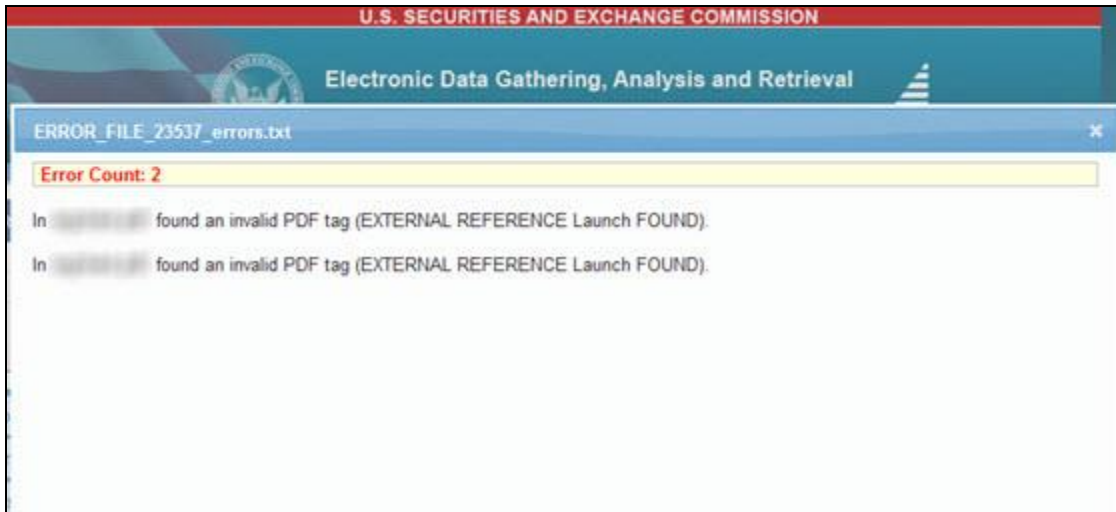 U.S. SECURITIES AND EXCHANGE COMMISSION
Electronic Data Gathering, Analysis and Retrieval
ERROR_FILE_23537_errors.txt
Error Count: 2
In found an invalid PDF tag (EXTERNAL REFERENCE Launch FOUND).
In found an invalid PDF tag (EXTERNAL REFERENCE Launch FOUND).